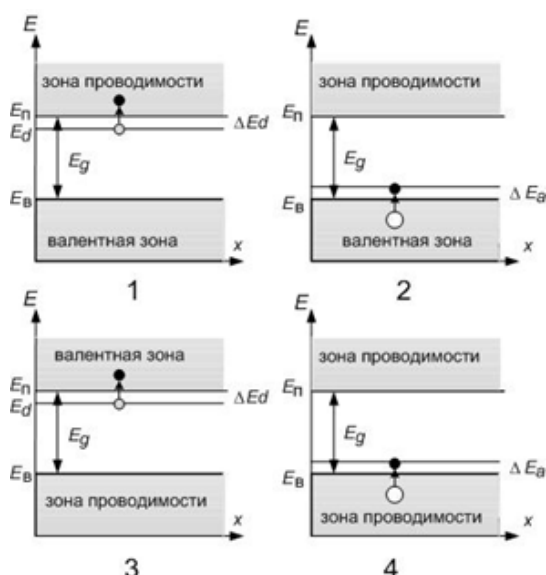 E
зона проводимости
Eп
Ed
ΔEd
Eg
Eв
валентная зона
x
1
E
зона проводимости
Eп
Eg
Eв
ΔEa
валентная зона
x
2
E
валентная зона
Eп
Ed
ΔEd
Eg
Eв
зона проводимости
x
3
E
зона проводимости
Eп
Eg
Eв
ΔEa
зона проводимости
x
4